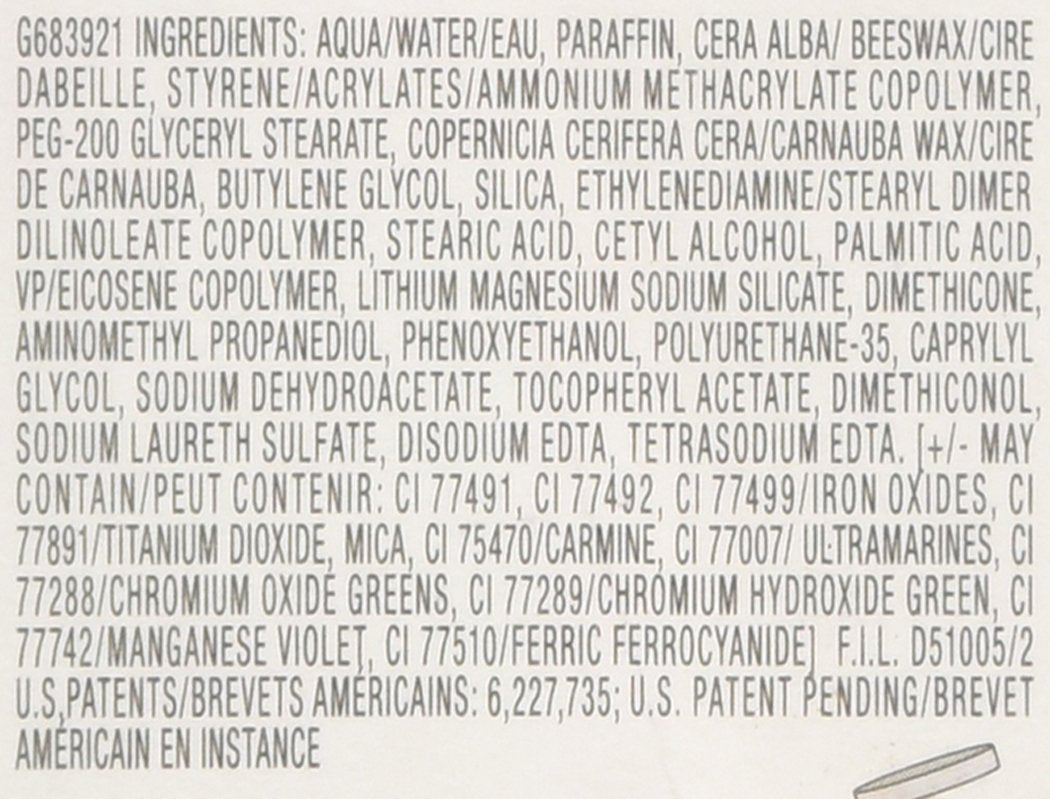 G683921 INGREDIENTS: AQUA/WATER/EAU, PARAFFIN, CERA ALBA/ BEESWAX/CIRE
DABEILLE, STYRENE/ACRYLATES/AMMONIUM METHACRYLATE COPOLYMER,
PEG-200 GLYCERYL STEARATE, COPERNICIA CERIFERA CERA/CARNAUBA WAX/CIRE
DE CARNAUBA, BUTYLENE GLYCOL, SILICA, ETHYLENEDIAMINE/STEARYL DIMER
DILINOLEATE COPOLYMER, STEARIC ACID, CETYL ALCOHOL, PALMITIC ACID,
VP/EICOSENE COPOLYMER, LITHIUM MAGNESIUM SODIUM SILICATE, DIMETHICONE,
AMINOMETHYL PROPANEDIOL, PHENOXYETHANOL, POLYURETHANE-35, CAPRYLYL
GLYCOL, SODIUM DEHYDROACETATE, TOCOPHERYL ACETATE, DIMETHICONOL,
SODIUM LAURETH SULFATE, DISODIUM EDTA, TETRASODIUM EDTA. [+/- MAY
CONTAIN/PEUT CONTENIR: CI 77491, CI 77492, CI 77499/IRON OXIDES, CI
77891/TITANIUM DIOXIDE, MICA, CI 75470/CARMINE, CI 77007/ ULTRAMARINES, CI
77288/CHROMIUM OXIDE GREENS, CI 77289/CHROMIUM HYDROXIDE GREEN, CI
77742/MANGANESE VIOLET, CI 77510/FERRIC FERROCYANIDE] F.I.L. D51005/2
U.S.PATENTS/BREVETS AMÉRICAINS: 6,227,735; U.S. PATENT PENDING/BREVET
AMÉRICAIN EN INSTANCE